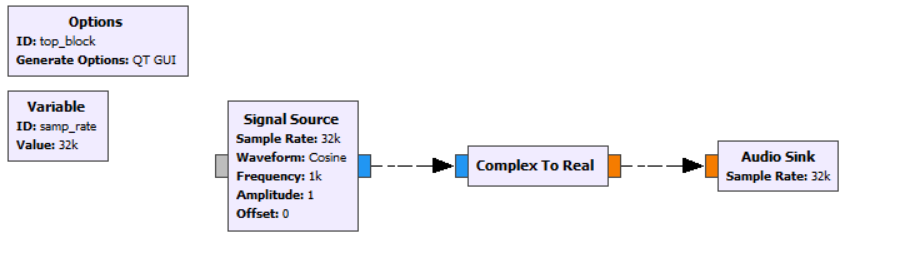 Options
ID: top_block
Generate Options: QT GUI
Variable
ID: samp_rate
Value: 32k
Signal Source
Sample Rate: 32k
Waveform: Cosine
Frequency: 1k
Amplitude: 1
Offset: 0
Complex To Real
Audio Sink
Sample Rate: 32k